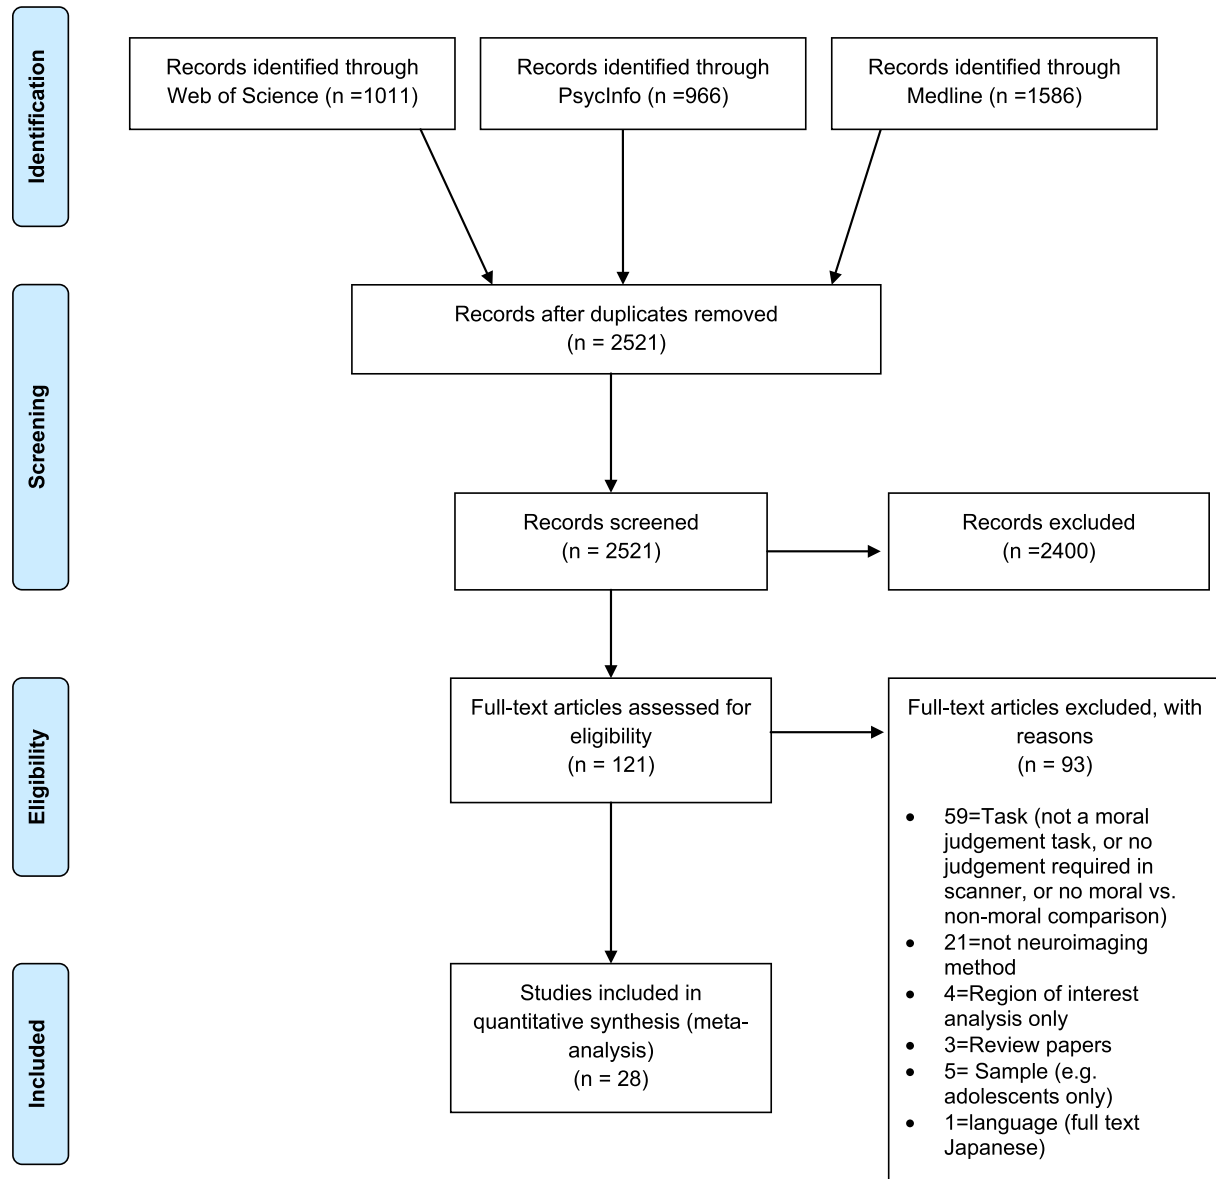 Identification
Records identified through
Web of Science (n =1011)
Records identified through
PsycInfo (n =966)
Records identified through
Medline (n =1586)
Screening
Records after duplicates removed
(n = 2521)
Records screened
(n = 2521)
Records excluded
(n =2400)
Eligibility
Full-text articles assessed for
eligibility
(n = 121)
Full-text articles excluded, with
reasons
(n = 93)
• 59=Task (not a moral
judgement task, or no
judgement required in
scanner, or no moral vs.
non-moral comparison)
• 21=not neuroimaging
method
• 4=Region of interest
analysis only
• 3=Review papers
• 5= Sample (e.g.
adolescents only)
• 1=language (full text
Japanese)
Included
Studies included in
quantitative synthesis (meta-
analysis)
(n = 28)